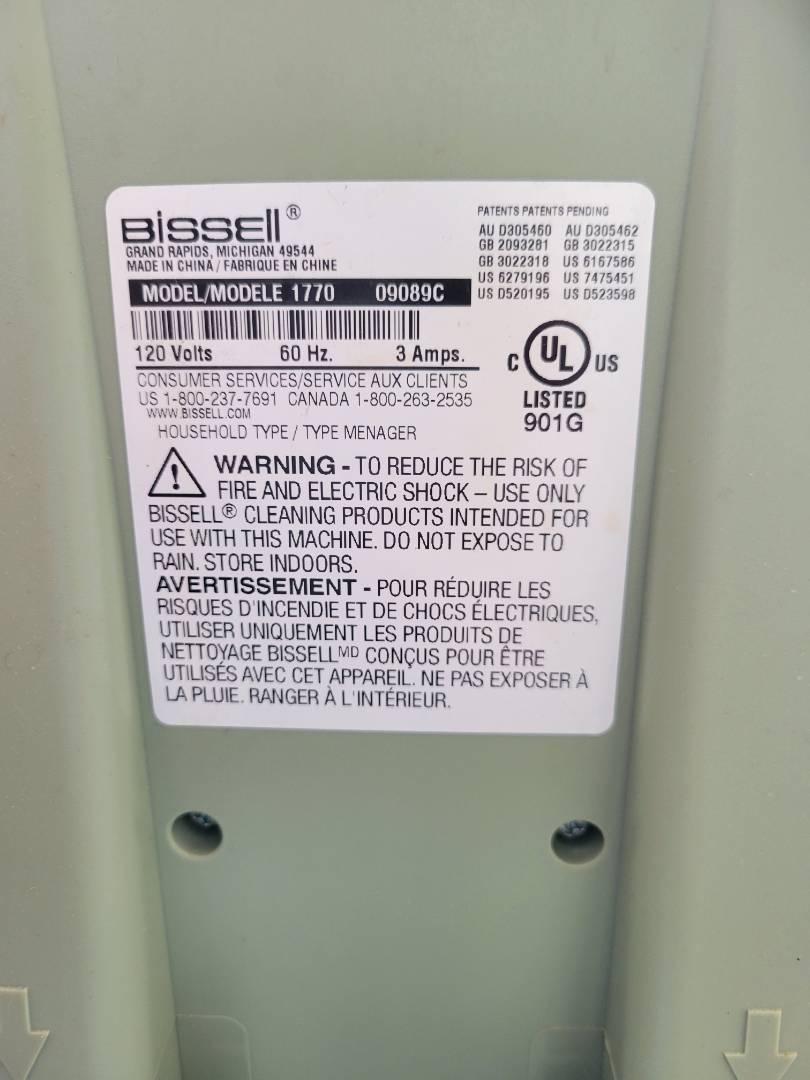 BISSEll®
GRAND RAPIDS, MICHIGAN 49544
MADE IN CHINA / FABRIQUE EN CHINE
MODEL/MODELE 1770 09089C
120 Volts 60 Hz. 3 Amps.
CONSUMER SERVICES/SERVICE AUX CLIENTS
US 1-800-237-7691 CANADA 1-800-263-2535
WWW.BISSELL.COM
HOUSEHOLD TYPE / TYPE MENAGER
PATENTS PATENTS PENDING
AU D305460 AU D305462
GB 2093281 GB 3022315
GB 3022318 US 6167586
US 6279196 US 7475451
US D520195 US D523598
C UL US
LISTED
901G
WARNING - TO REDUCE THE RISK OF
FIRE AND ELECTRIC SHOCK – USE ONLY
BISSELL® CLEANING PRODUCTS INTENDED FOR
USE WITH THIS MACHINE. DO NOT EXPOSE TO
RAIN. STORE INDOORS.
AVERTISSEMENT - POUR RÉDUIRE LES
RISQUES D'INCENDIE ET DE CHOCS ÉLECTRIQUES,
UTILISER UNIQUEMENT LES PRODUITS DE
NETTOYAGE BISSELL MD CONÇUS POUR ÊTRE
UTILISÉS AVEC CET APPAREIL. NE PAS EXPOSER À
LA PLUIE. RANGER À L'INTÉRIEUR.